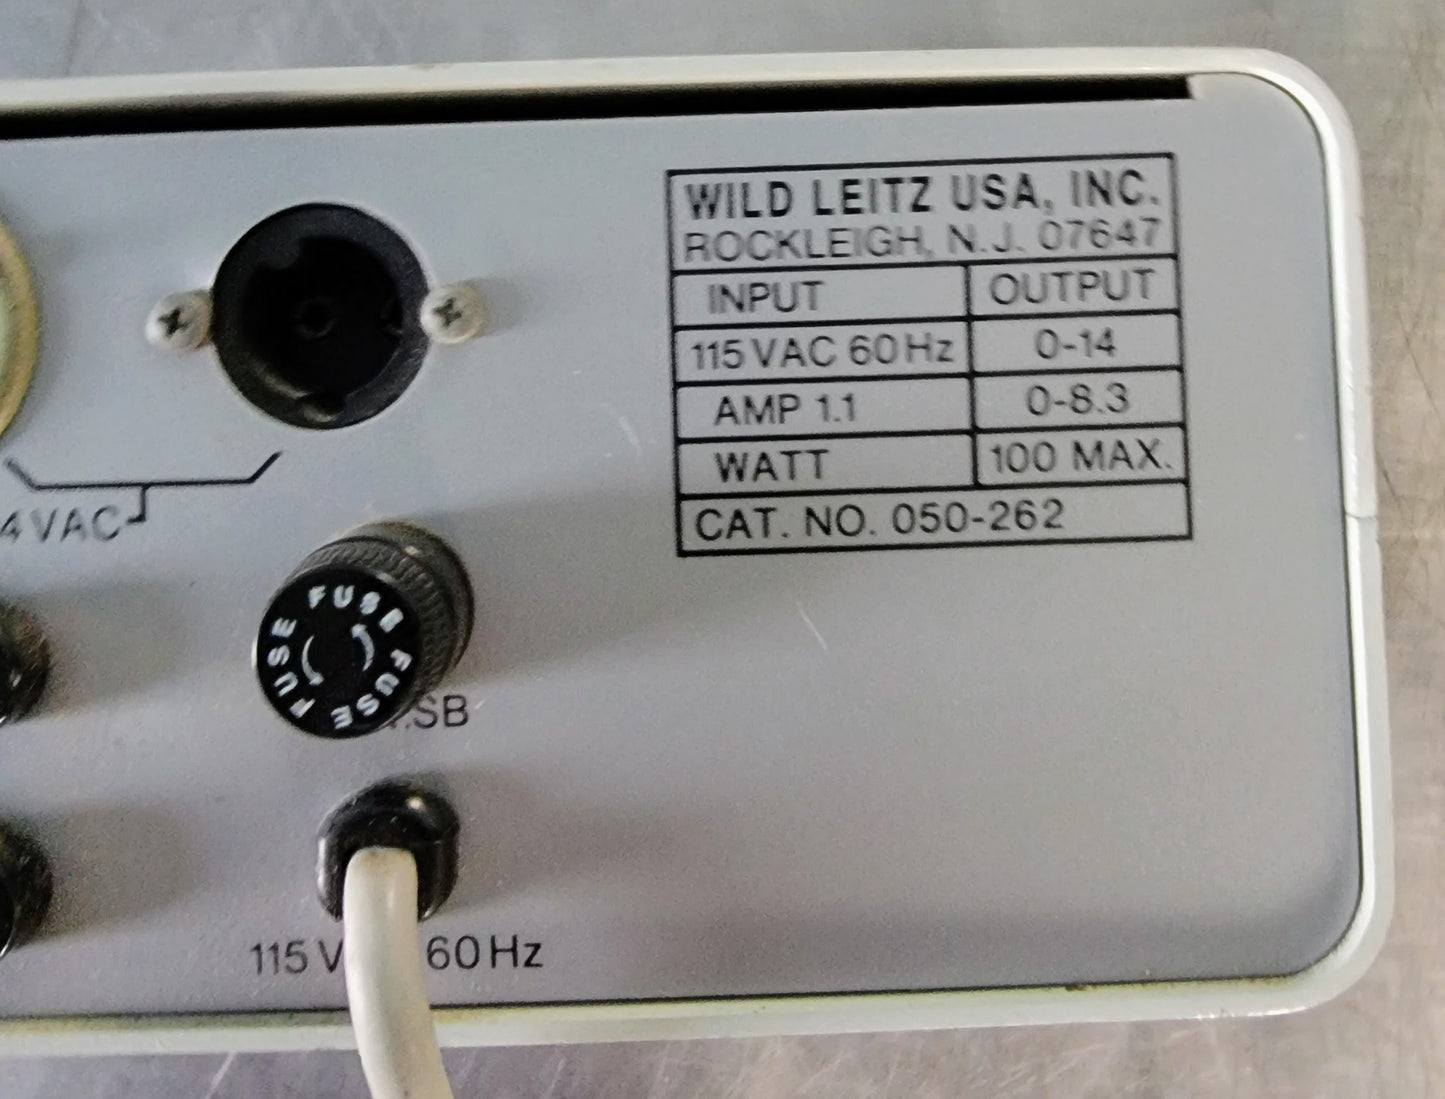 WILD LEITZ USA, INC.
ROCKLEIGH, N.J. 07647
INPUT OUTPUT
115 VAC 60 Hz 0-14
AMP 1.1 0-8.3
WATT 100 MAX.
CAT. NO. 050-262
4 VAC
FUSE FUSE FUSE
SB
115 V 60 Hz